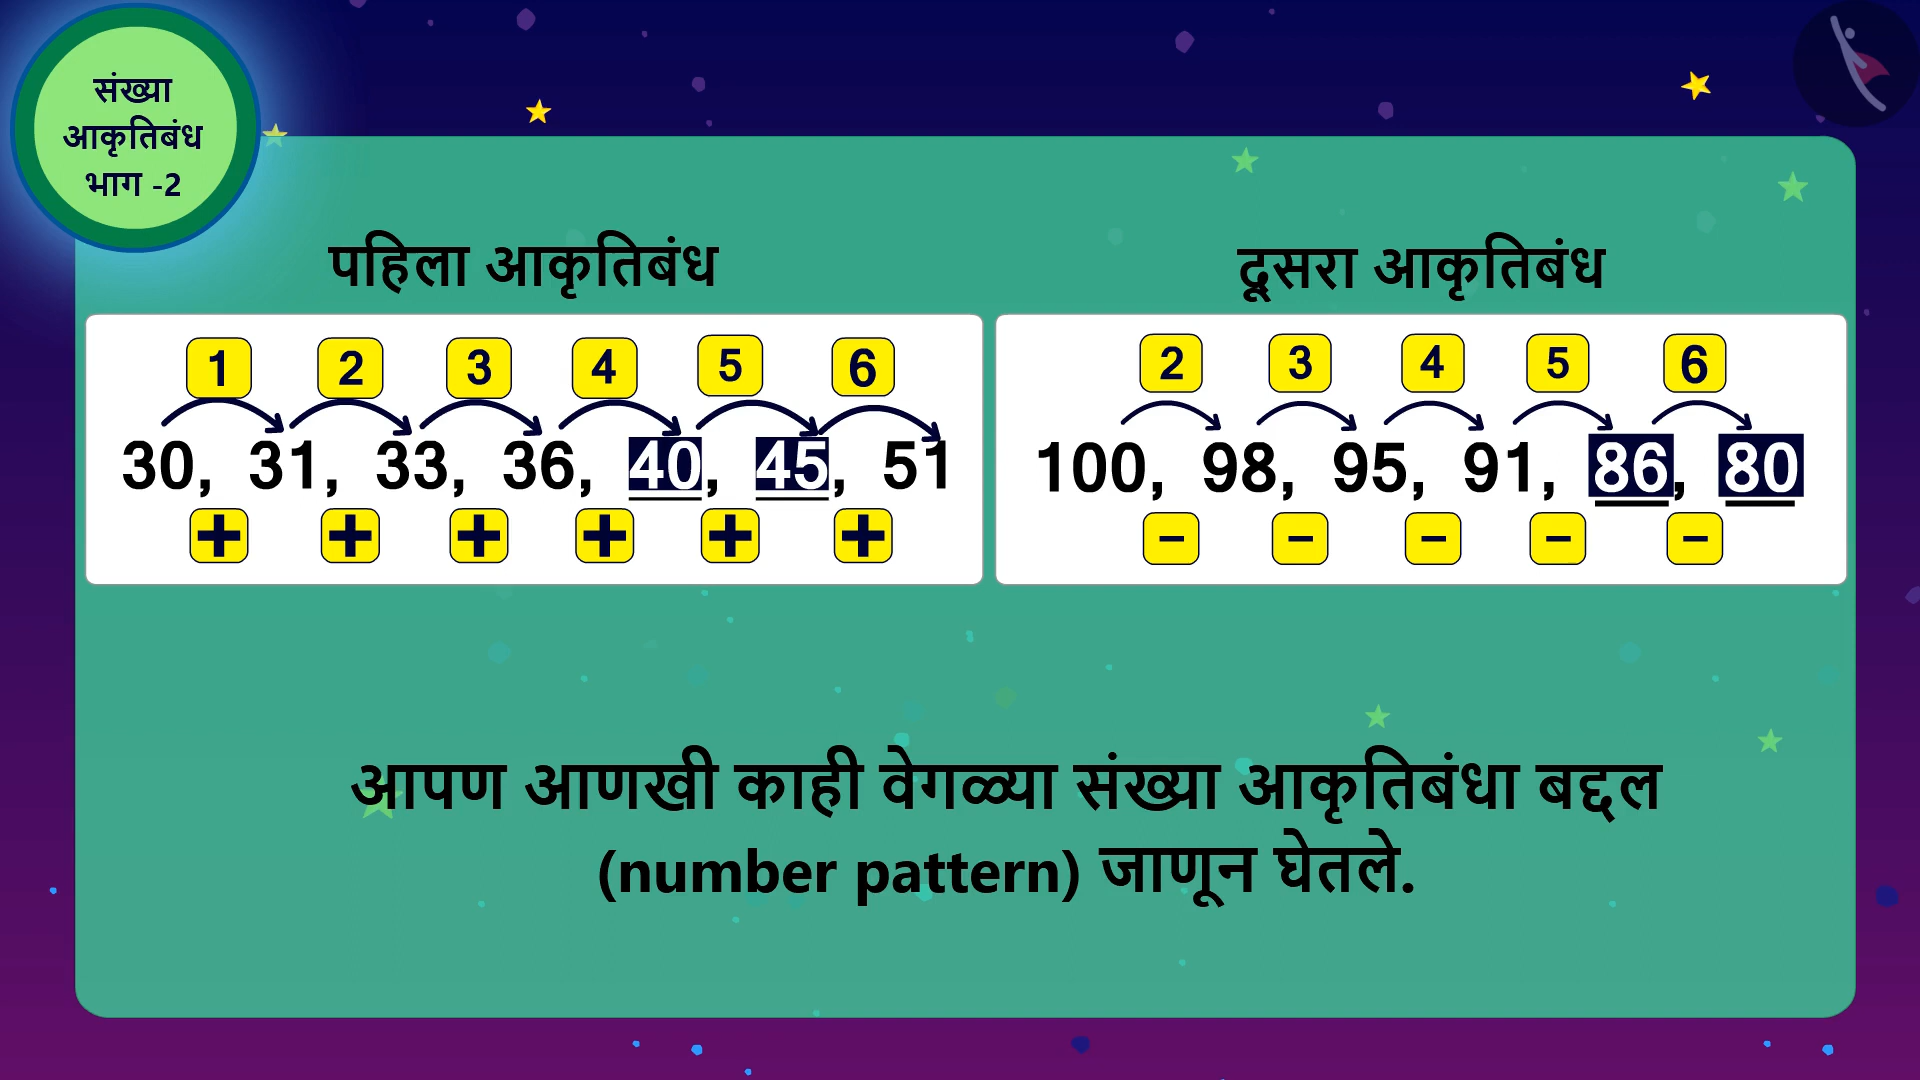 संख्या
आकृतिबंध
भाग -2
पहिला आकृतिबंध
1 2 3 4 5 6
30, 31, 33, 36, 40, 45, 51
+ + + + + +
दूसरा आकृतिबंध
2 3 4 5 6
100, 98, 95, 91, 86, 80
- - - - -
आपण आणखी काही वेगळ्या संख्या आकृतिबंधा बद्दल
(number pattern) जाणून घेतले.